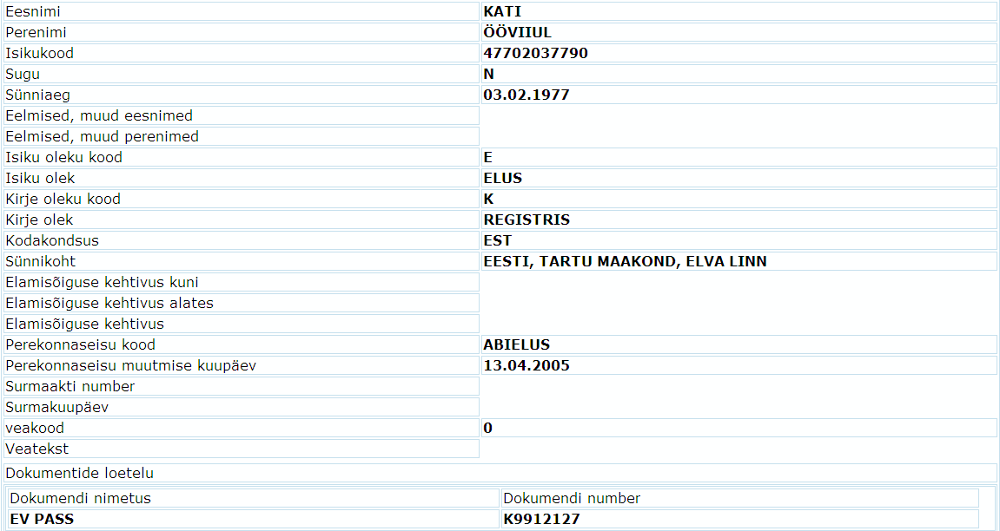 Eesnimi KATI
Perenimi ÖÖVIIUL
Isikukood 47702037790
Sugu N
Sünniaeg 03.02.1977
Eelmised, muud eesnimed
Eelmised, muud perenimed
Isiku oleku kood E
Isiku olek ELUS
Kirje oleku kood K
Kirje olek REGISTRIS
Kodakondsus EST
Sünnikoht EESTI, TARTU MAAKOND, ELVA LINN
Elamisõiguse kehtivus kuni
Elamisõiguse kehtivus alates
Elamisõiguse kehtivus
Perekonnaseisu kood ABIELUS
Perekonnaseisu muutmise kuupäev 13.04.2005
Surmaakti number
Surmakuupäev
veakood 0
Veatekst
Dokumentide loetelu
Dokumendi nimetus Dokumendi number
EV PASS K9912127